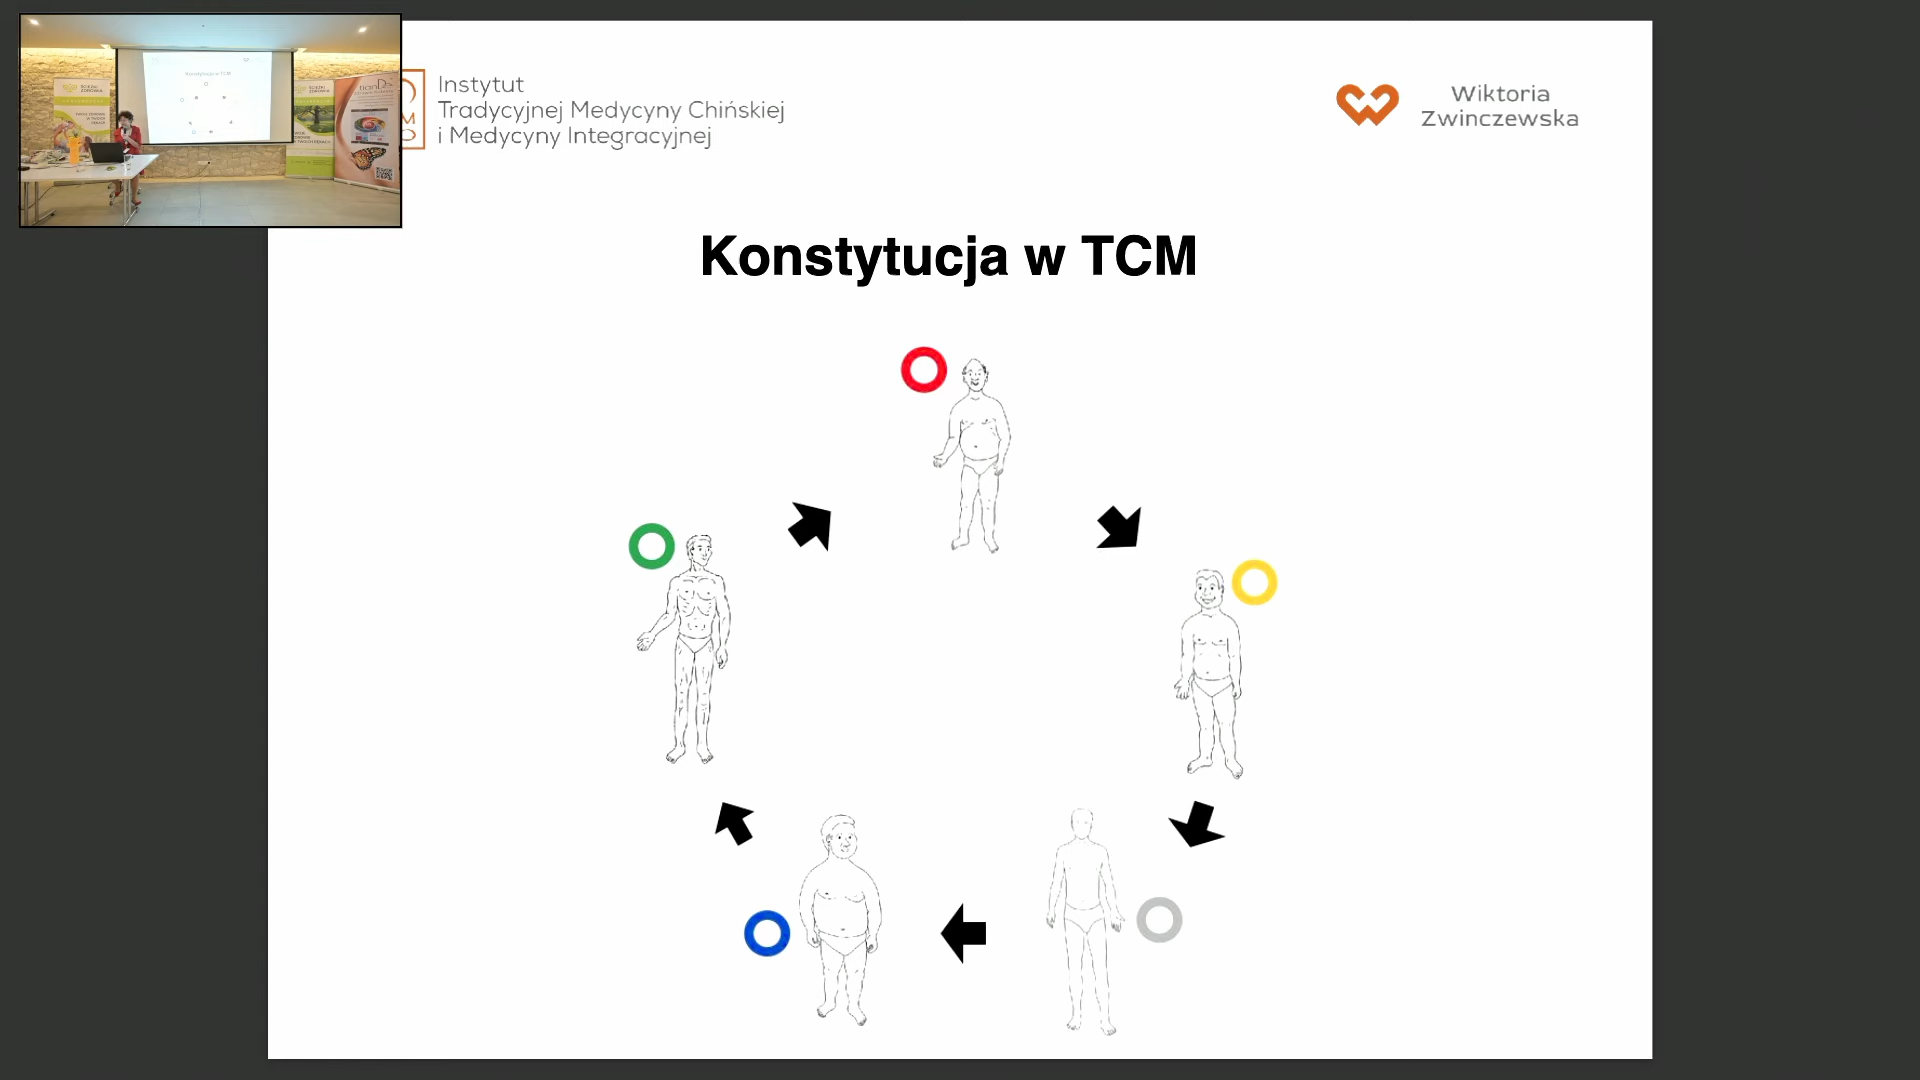 Instytut
Tradycyjnej Medycyny Chińskiej
i Medycyny Integracyjnej
Wiktoria
Zwinczewska
Konstytucja w TCM